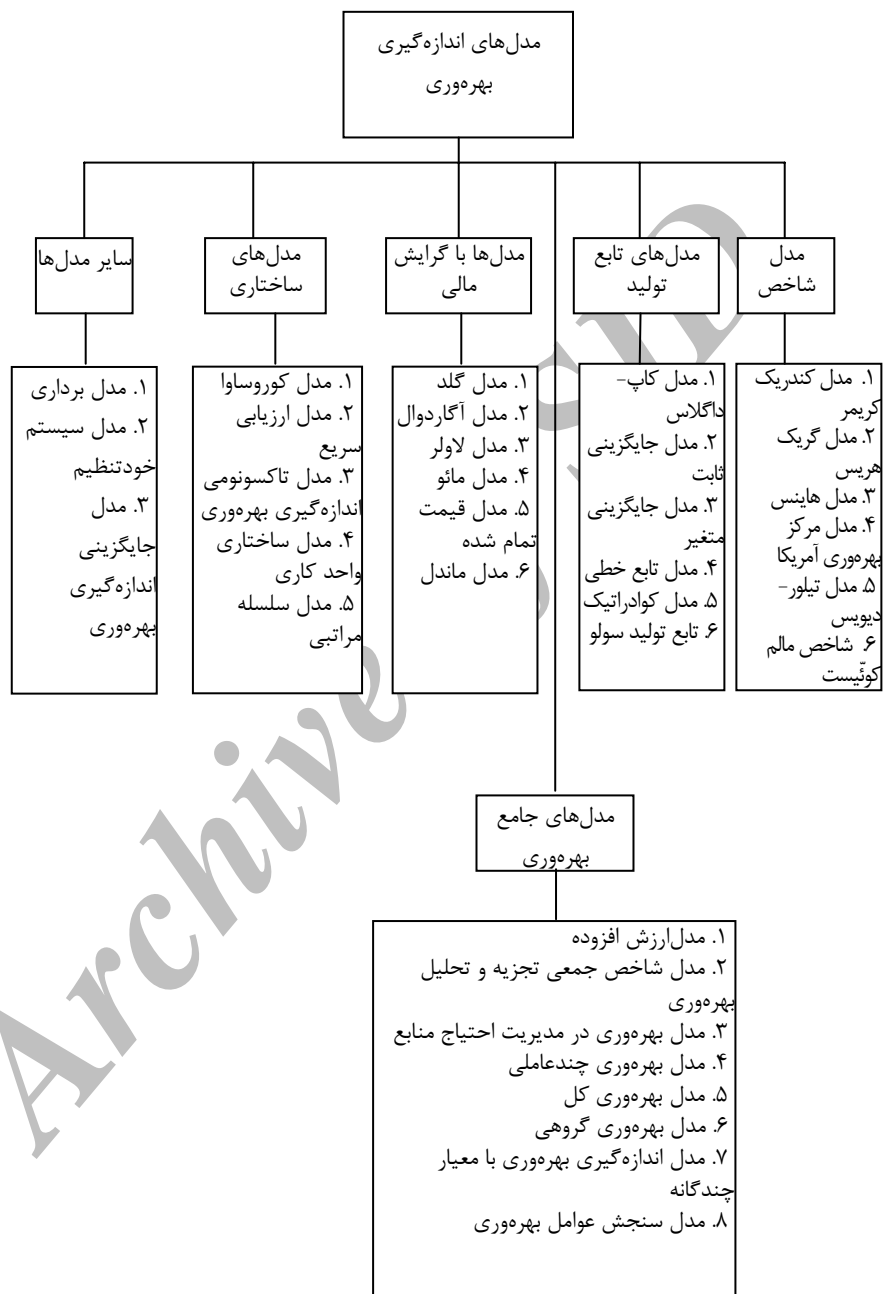 مدل‌های اندازه‌گیری
بهره‌وری
مدل
شاخص
مدل‌های تابع
تولید
مدل‌ها با گرایش
مالی
مدل‌های
ساختاری
سایر مدل‌ها
۱. مدل کندریک
کریمر
۲. مدل گریک
هریس
۳. مدل هاینس
۴. مدل مرکز
بهره‌وری آمریکا
۵. مدل تیلور-
دیویس
۶. شاخص مالم
کوئّیست
۱. مدل کاپ-
داگلاس
۲. مدل جایگزینی
ثابت
۳. مدل جایگزینی
متغیر
۴. مدل تابع خطی
۵. مدل کوادراتیک
۶. تابع تولید سولو
۱. مدل گلد
۲. مدل آگاردوال
۳. مدل لاولر
۴. مدل مائو
۵. مدل قیمت
تمام شده
۶. مدل ماندل
۱. مدل کوروساوا
۲. مدل ارزیابی
سریع
۳. مدل تاکسونومی
اندازه‌گیری بهره‌وری
۴. مدل ساختاری
واحد کاری
۵. مدل سلسله
مراتبی
۱. مدل برداری
۲. مدل سیستم
خودتنظیم
۳. مدل
جایگزینی
اندازه‌گیری
بهره‌وری
مدل‌های جامع
بهره‌وری
۱. مدل‌ارزش افزوده
۲. مدل شاخص جمعی تجزیه و تحلیل
بهره‌وری
۳. مدل بهره‌وری در مدیریت احتیاج منابع
۴. مدل بهره‌وری چندعاملی
۵. مدل بهره‌وری کل
۶. مدل بهره‌وری گروهی
۷. مدل اندازه‌گیری بهره‌وری با معیار
چندگانه
۸. مدل سنجش عوامل بهره‌وری
Archive